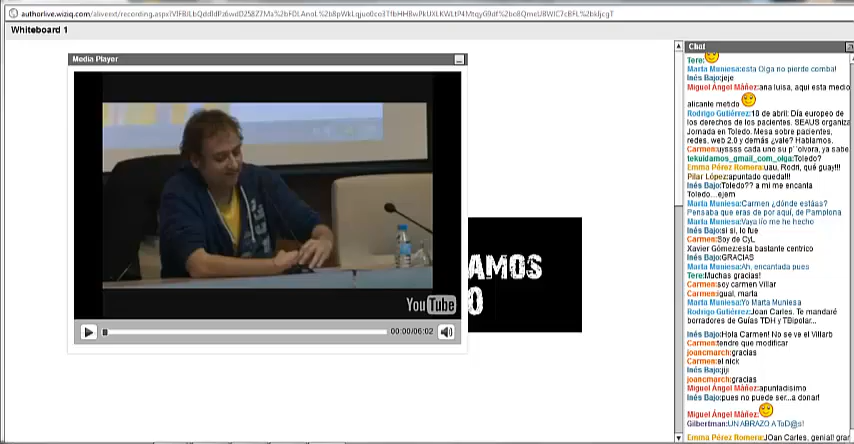 Whiteboard 1
Media Player
YouTube
00:00/06:02
AMOS
O
Chat
Tere:
Marta Muniesa:esta Olga no pierde comba!
Inés Bajo:jeje
Miguel Ángel Máñez:ana luisa, aqui esta medio
alicante metido
Rodrigo Gutiérrez:18 de abril: Día europeo de
los derechos de los pacientes. SEAUS organiza
Jornada en Toledo. Mesa sobre pacientes,
redes, web 2.0 y demás ¿vale? Hablamos.
Carmen:uyssss cada uno su p´´olvora, ya sabe
tekuidamos_gmail_com_olga:Toledo?
Emma Pérez Romera:uau, Rodri, qué guay!!!
Pilar López:apuntado queda!!!
Inés Bajo:Toledo?? a mi me encanta
Toledo...ejem
Marta Muniesa:Carmen ¿dónde estáas?
Pensaba que eras de por aquí, de Pamplona
Marta Muniesa:Vaya lío me he hecho
Inés Bajo:si si, lo fue
Carmen:Soy de CyL
Xavier Gómez:esta bastante centrico
Inés Bajo:GRACIAS
Marta Muniesa:Ah, encantada pues
Tere:Muchas gracias!
Carmen:soy carmen Villar
Carmen:igual, marta
Marta Muniesa:Yo Marta Muniesa
Rodrigo Gutiérrez:Joan Carles. Te mandaré
borradores de Guías TDH y TBipolar...
Inés Bajo:Hola Carmen! No se ve el Villarb
Carmen:tendre que modificar
joancmarch:gracias
Carmen:el nick
Inés Bajo:jiji
joancmarch:gracias
Miguel Ángel Máñez:apuntadisimo
Inés Bajo:pues no puede ser...a donar!
Miguel Ángel Máñez:
Gilbertman:UN ABRAZO A ToD@s!
Emma Pérez Romera:JOan Carles, genial! gra